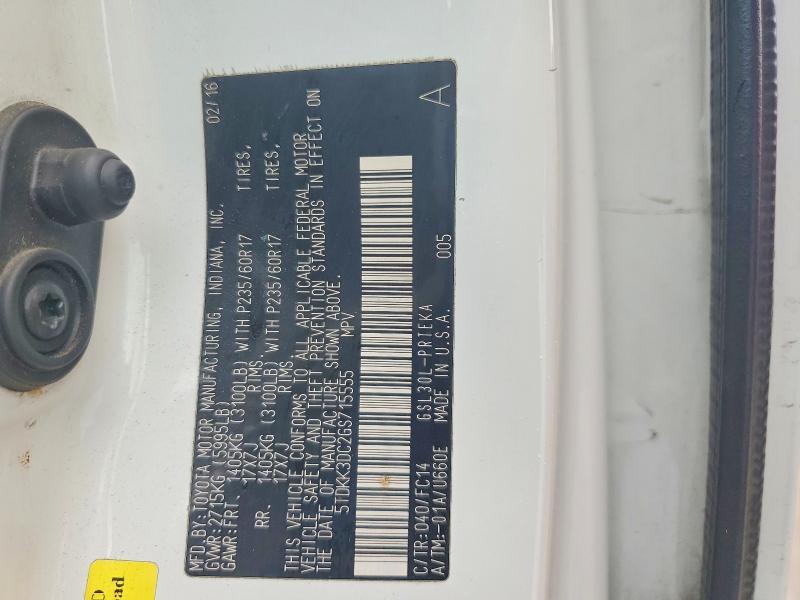 MFD.BY:TOYOTA MOTOR MANUFACTURING, INDIANA, INC. 02/16
GVWR:2715KG (5995LB)
GAWR:FRT. 1405KG (3100LB) WITH P235/60R17 TIRES,
17X7J RIMS.
RR. 1405KG (3100LB) WITH P235/60R17 TIRES,
17X7J RIMS.
THIS VEHICLE CONFORMS TO ALL APPLICABLE FEDERAL MOTOR
VEHICLE SAFETY AND THEFT PREVENTION STANDARDS IN EFFECT ON
THE DATE OF MANUFACTURE SHOWN ABOVE.
5TDKK3DC2GS715555 MPV
C/TR:040/FC14 GSL30L-PRTEKA 005 A
A/TM:-01A/U660E MADE IN U.S.A.
ad